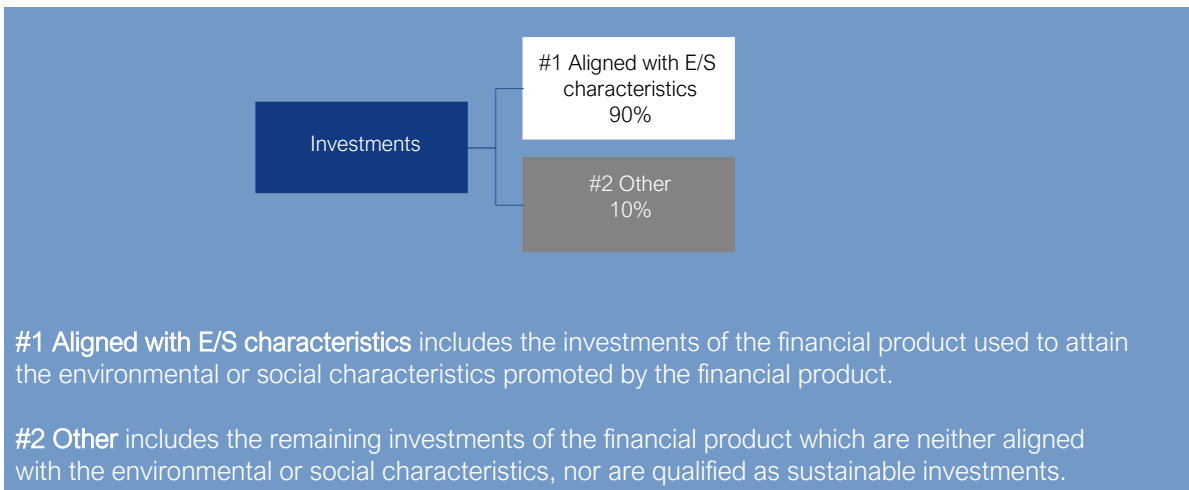 #1 Aligned with E/S
characteristics
90%
Investments
#2 Other
10%
#1 Aligned with E/S characteristics includes the investments of the financial product used to attain
the environmental or social characteristics promoted by the financial product.
#2 Other includes the remaining investments of the financial product which are neither aligned
with the environmental or social characteristics, nor are qualified as sustainable investments.